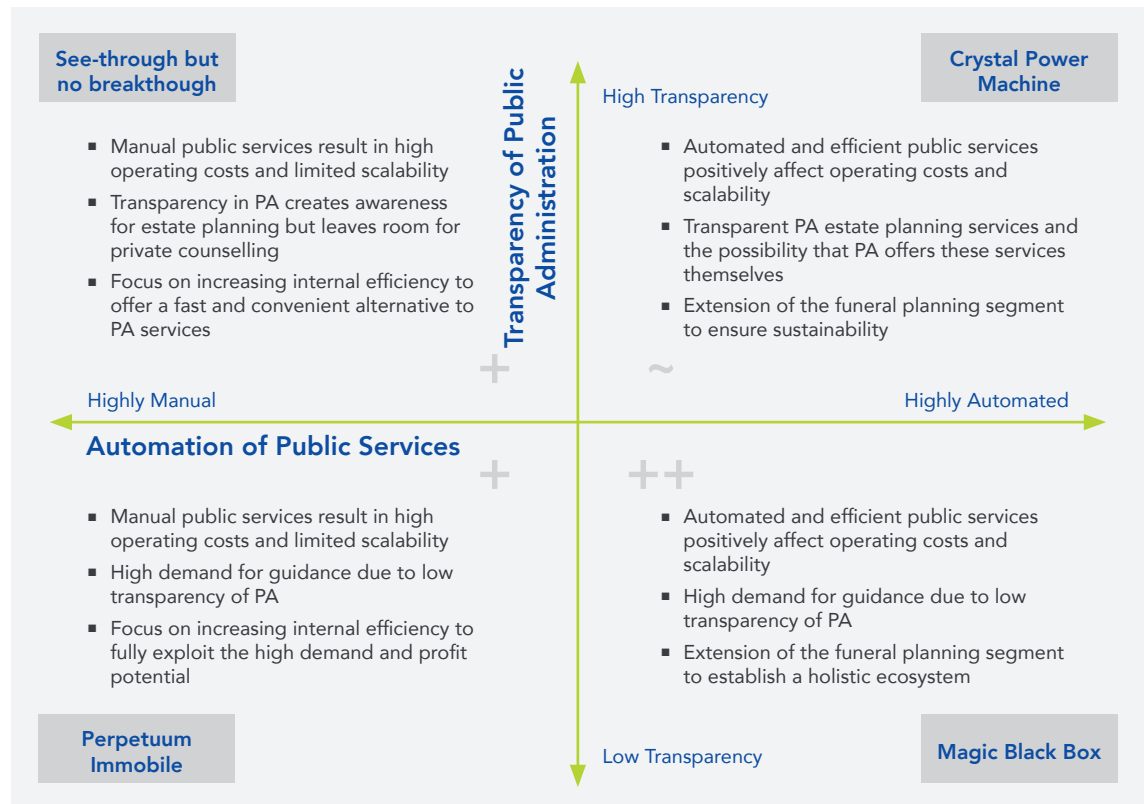 See-through but
no breakthough
Manual public services result in high
operating costs and limited scalability
Transparency in PA creates awareness
for estate planning but leaves room for
private counselling
Focus on increasing internal efficiency to
offer a fast and convenient alternative to
PA services
+
Transparency of Public
Administration
High Transparency
Crystal Power
Machine
Automated and efficient public services
positively affect operating costs and
scalability
Transparent PA estate planning services and
the possibility that PA offers these services
themselves
Extension of the funeral planning segment
to ensure sustainability
~
Highly Manual
Highly Automated
Automation of Public Services
+
Manual public services result in high
operating costs and limited scalability
High demand for guidance due to low
transparency of PA
Focus on increasing internal efficiency to
fully exploit the high demand and profit
potential
Perpetuum
Immobile
++
Automated and efficient public services
positively affect operating costs and
scalability
High demand for guidance due to low
transparency of PA
Extension of the funeral planning segment
to establish a holistic ecosystem
Low Transparency
Magic Black Box